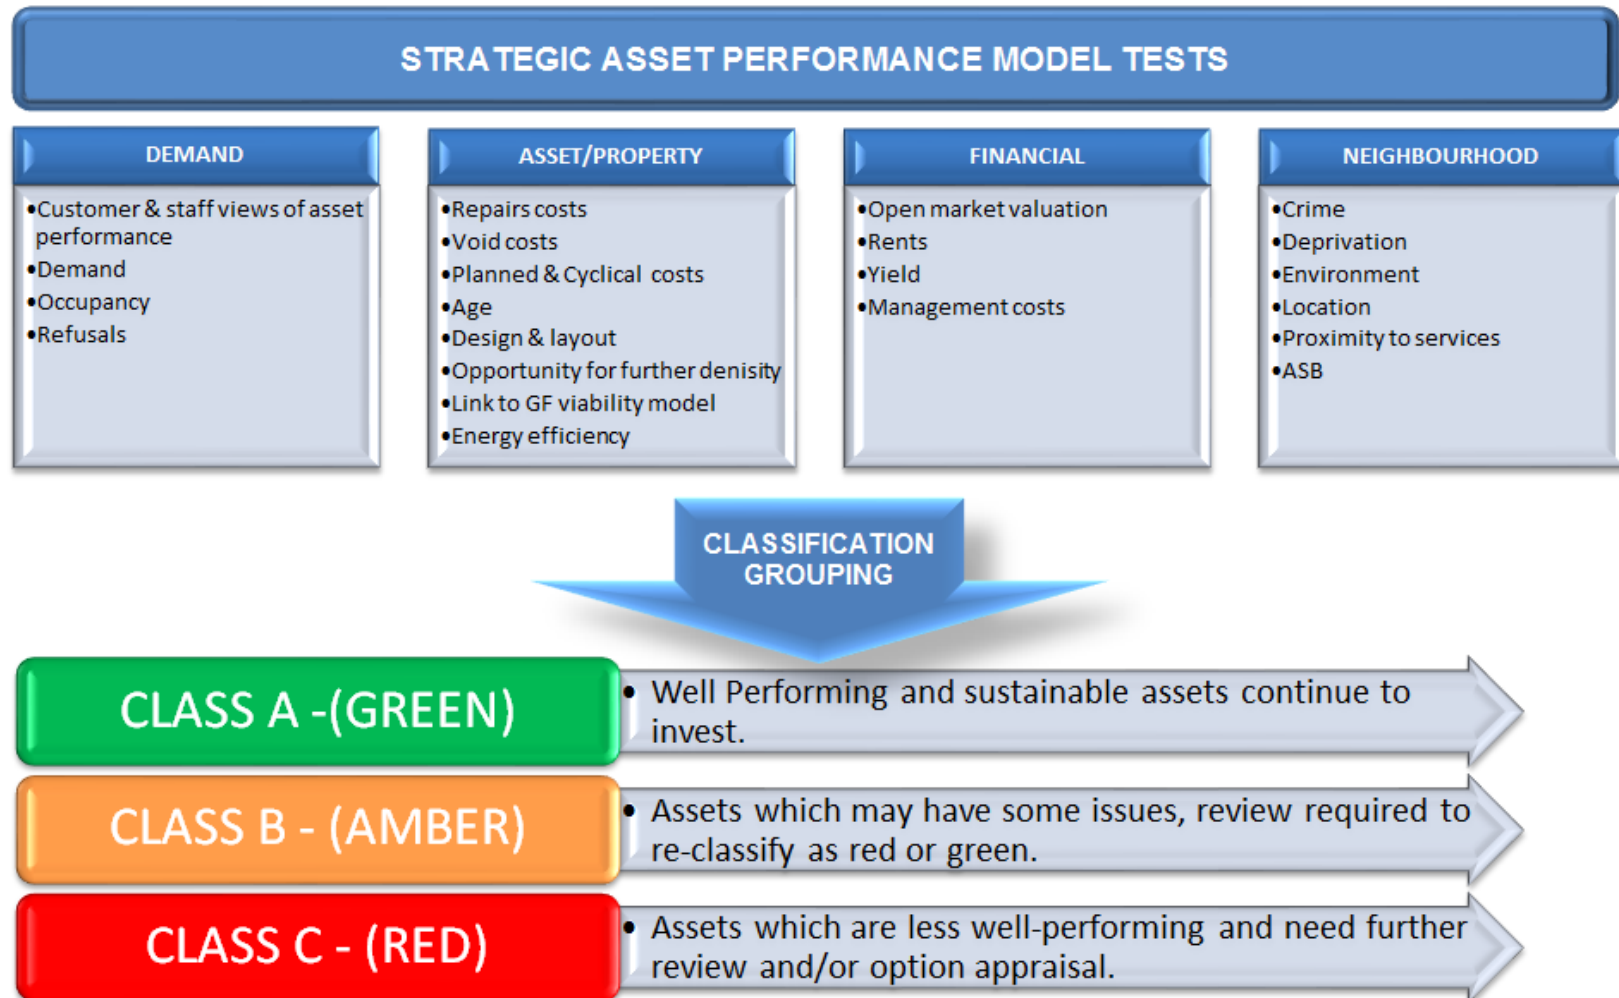 STRATEGIC ASSET PERFORMANCE MODEL TESTS
DEMAND
•Customer & staff views of asset
performance
•Demand
•Occupancy
•Refusals
ASSET/PROPERTY
•Repairs costs
•Void costs
•Planned & Cyclical costs
•Age
•Design & layout
•Opportunity for further denisity
•Link to GF viability model
•Energy efficiency
FINANCIAL
•Open market valuation
•Rents
•Yield
•Management costs
NEIGHBOURHOOD
•Crime
•Deprivation
•Environment
•Location
•Proximity to services
•ASB
CLASSIFICATION
GROUPING
CLASS A -(GREEN)
• Well Performing and sustainable assets continue to
invest.
CLASS B - (AMBER)
• Assets which may have some issues, review required to
re-classify as red or green.
CLASS C - (RED)
• Assets which are less well-performing and need further
review and/or option appraisal.